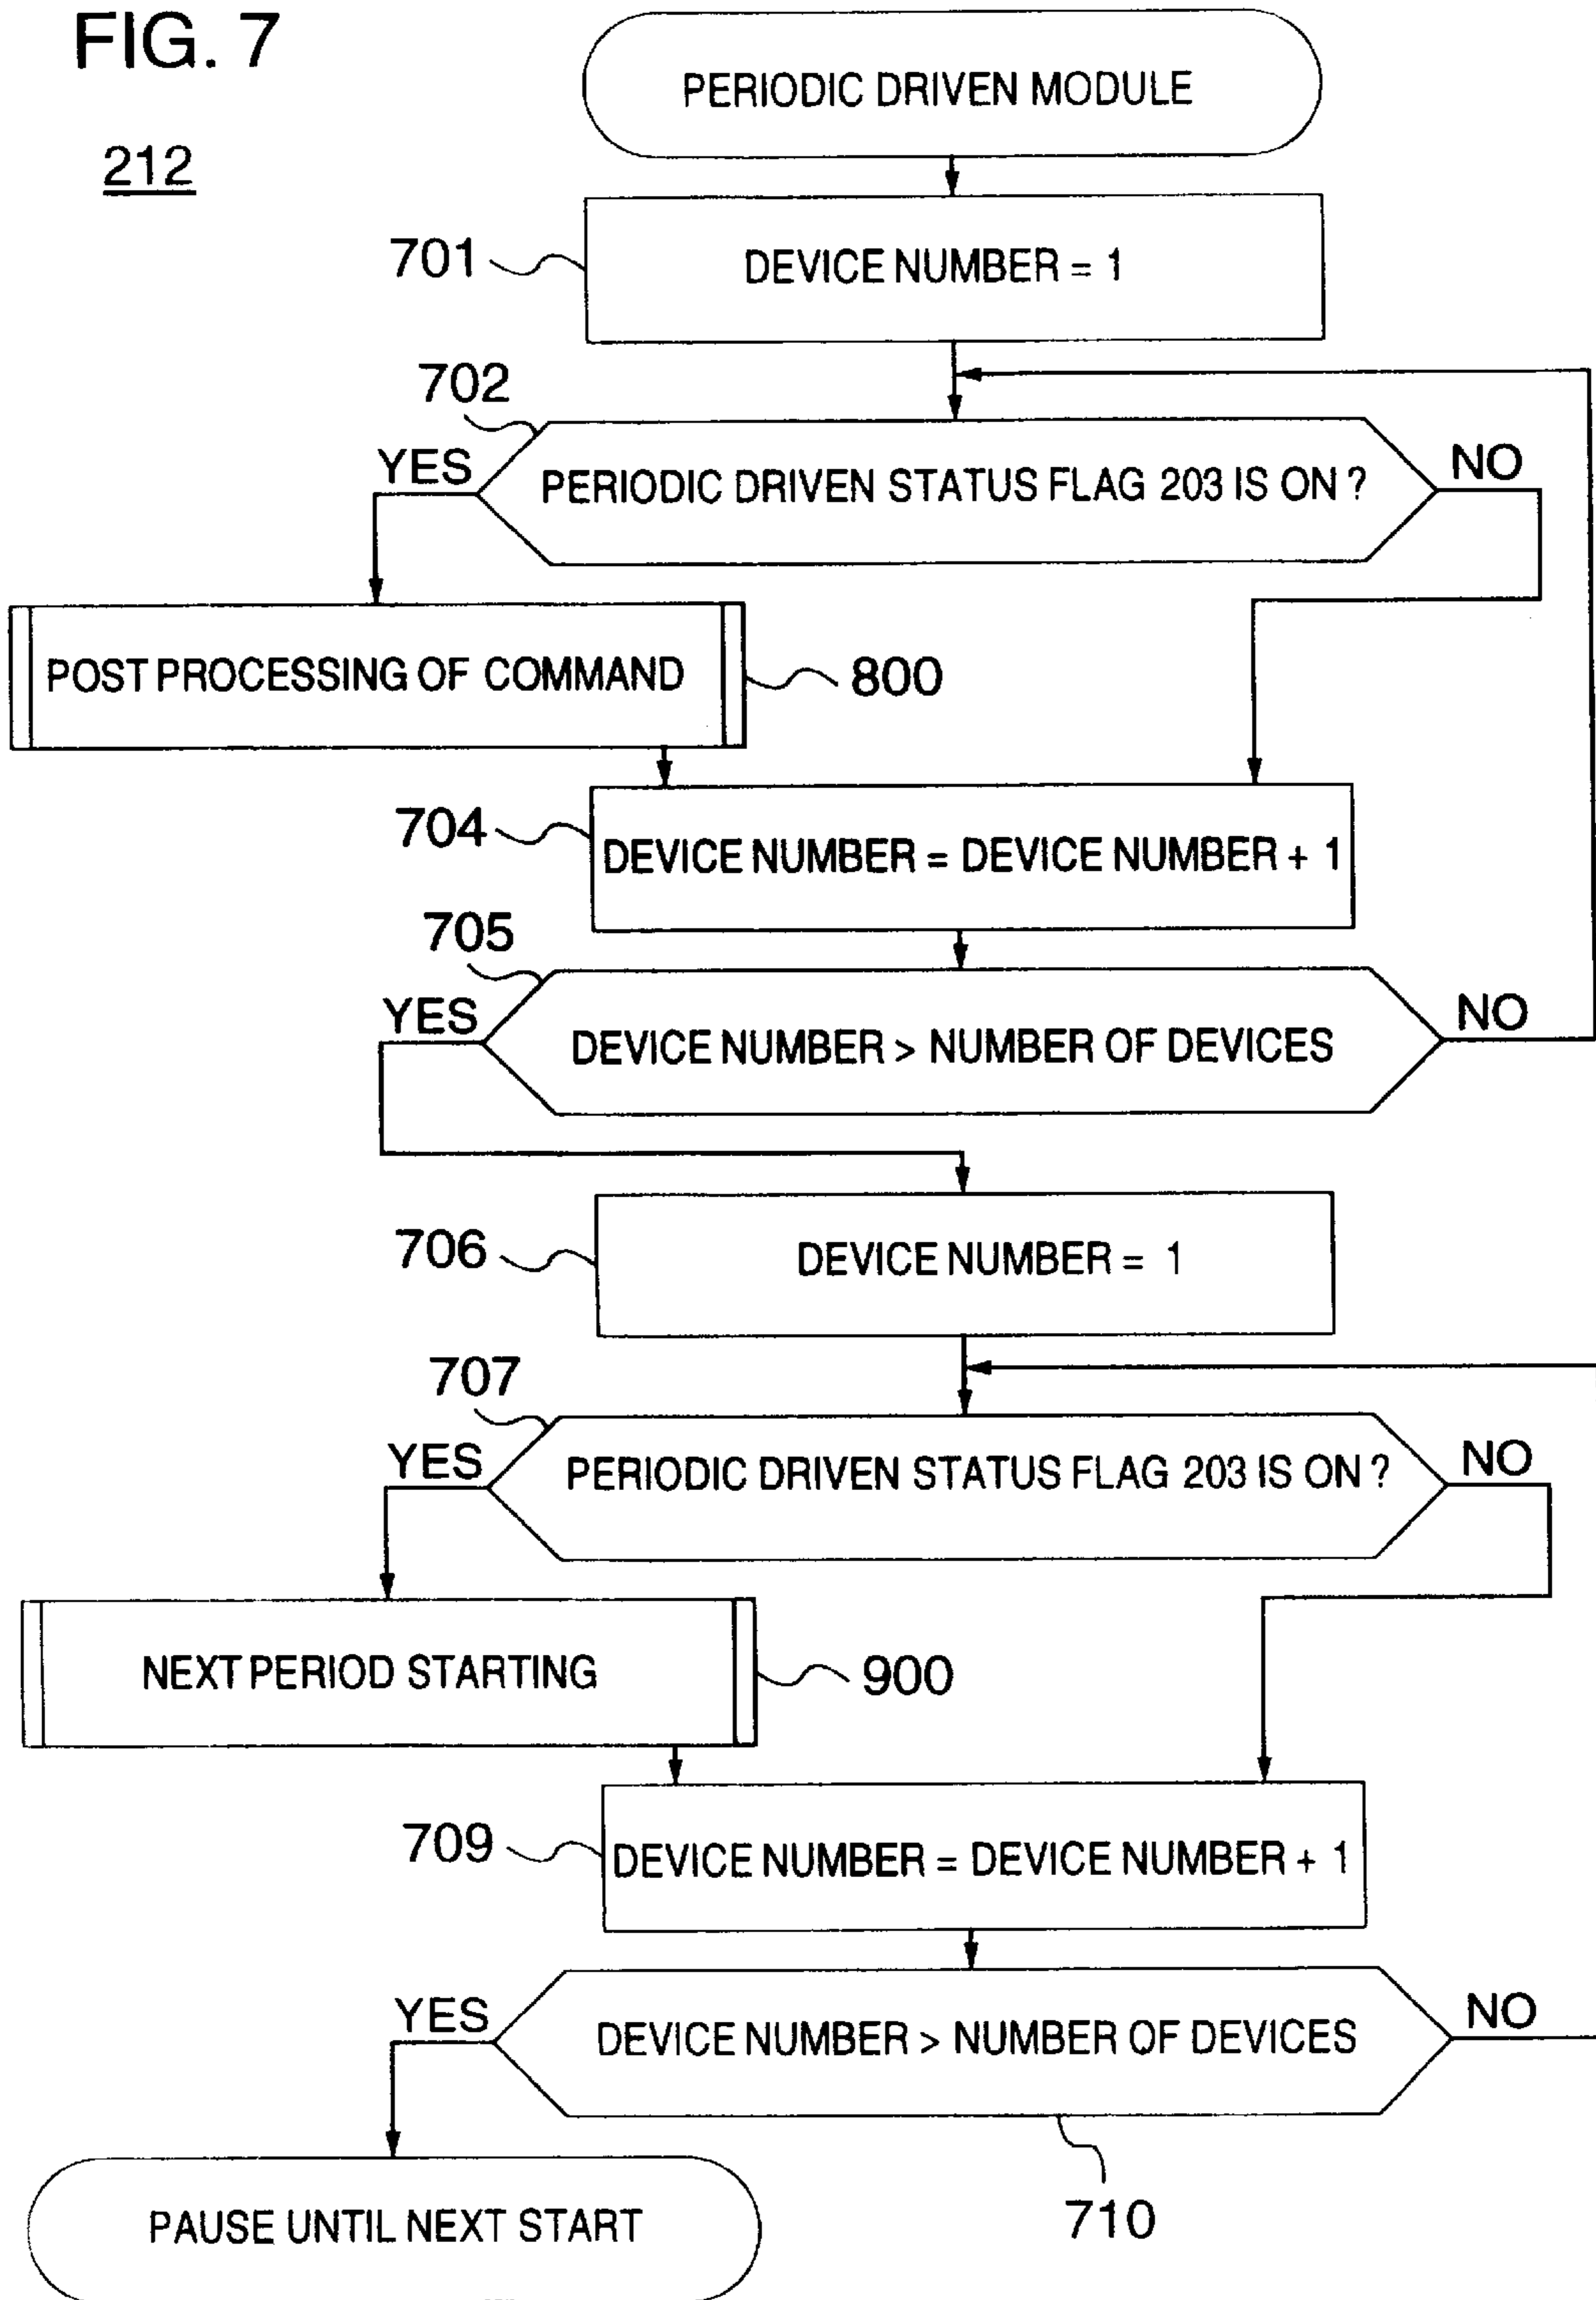 FIG. 7
212
PERIODIC DRIVEN MODULE
701
DEVICE NUMBER = 1
702
YES
PERIODIC DRIVEN STATUS FLAG 203 IS ON ?
NO
POST PROCESSING OF COMMAND
800
704
DEVICE NUMBER = DEVICE NUMBER + 1
705
YES
DEVICE NUMBER > NUMBER OF DEVICES
NO
706
DEVICE NUMBER = 1
707
YES
PERIODIC DRIVEN STATUS FLAG 203 IS ON ?
NO
NEXT PERIOD STARTING
900
709
DEVICE NUMBER = DEVICE NUMBER + 1
YES
DEVICE NUMBER > NUMBER OF DEVICES
NO
710
PAUSE UNTIL NEXT START